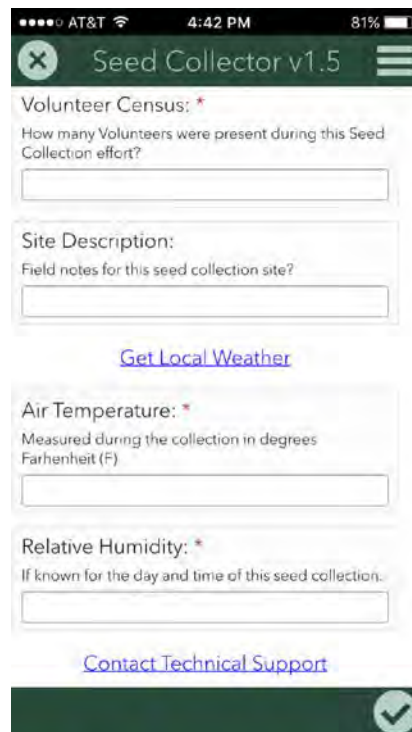 ●●●●○ AT&T 4:42 PM 81%
Seed Collector v1.5
Volunteer Census: *
How many Volunteers were present during this Seed
Collection effort?
Site Description:
Field notes for this seed collection site?
Get Local Weather
Air Temperature: *
Measured during the collection in degrees
Farhenheit (F)
Relative Humidity: *
If known for the day and time of this seed collection.
Contact Technical Support